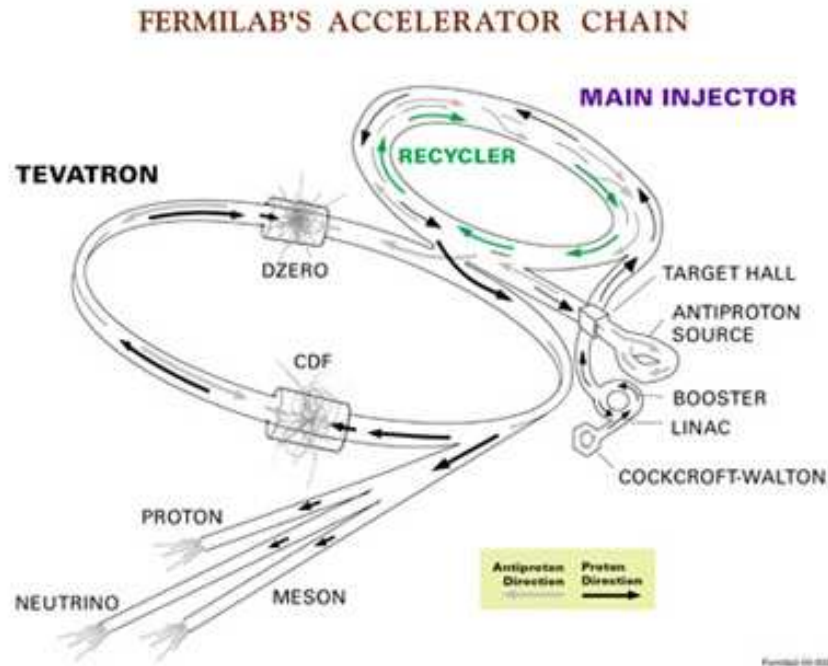 FERMILAB'S ACCELERATOR CHAIN
MAIN INJECTOR
RECYCLER
TEVATRON
DZERO
TARGET HALL
ANTIPROTON
SOURCE
CDF
BOOSTER
LINAC
COCKCROFT-WALTON
PROTON
NEUTRINO
MESON
Antiproton Direction
Proton Direction